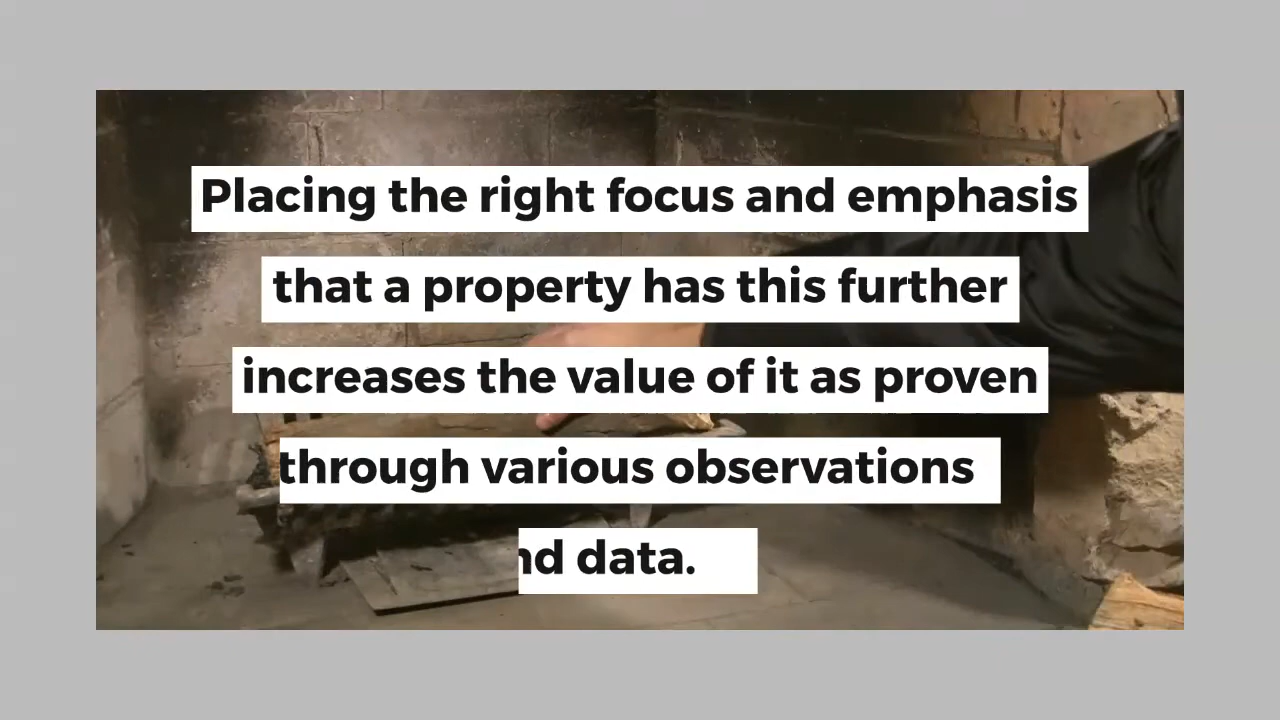 Placing the right focus and emphasis
that a property has this further
increases the value of it as proven
through various observations
data.